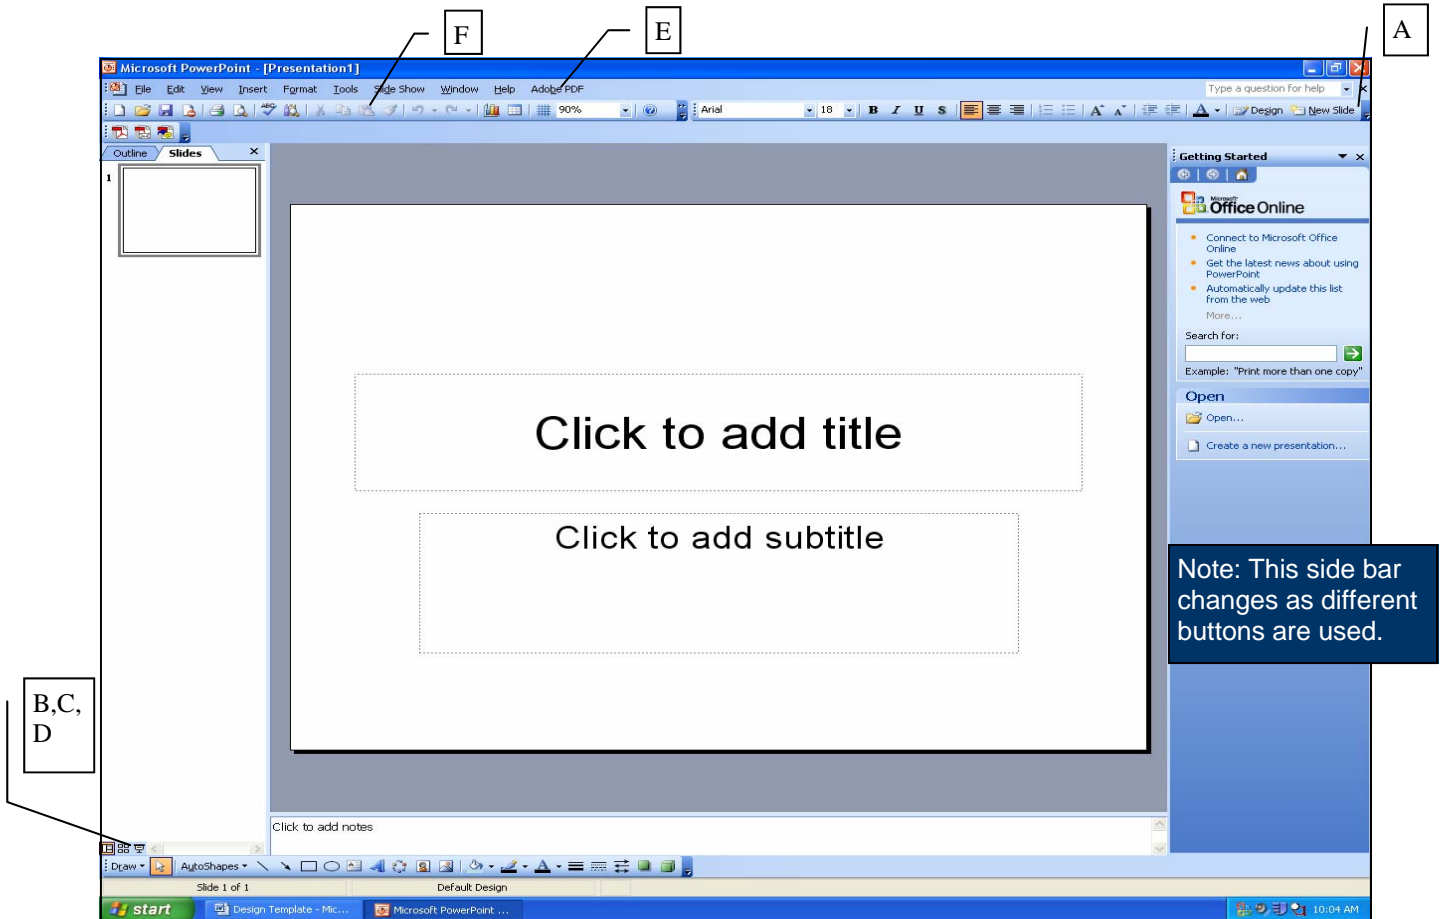 F
E
A
Microsoft PowerPoint - [Presentation1]
File Edit View Insert Format Tools Slide Show Window Help Adobe PDF
Type a question for help
90%
Arial
18
B I U S
A A
A
Design
New Slide
Outline
Slides
Getting Started
1
Microsoft
Office Online
Connect to Microsoft Office
Online
Get the latest news about using
PowerPoint
Automatically update this list
from the web
More...
Search for:
Example: "Print more than one copy"
Open
Open...
Create a new presentation...
Click to add title
Click to add subtitle
Note: This side bar
changes as different
buttons are used.
B,C,
D
Click to add notes
Draw
AutoShapes
A
Slide 1 of 1
Default Design
start
Design Template - Mic...
Microsoft PowerPoint ...
10:04 AM